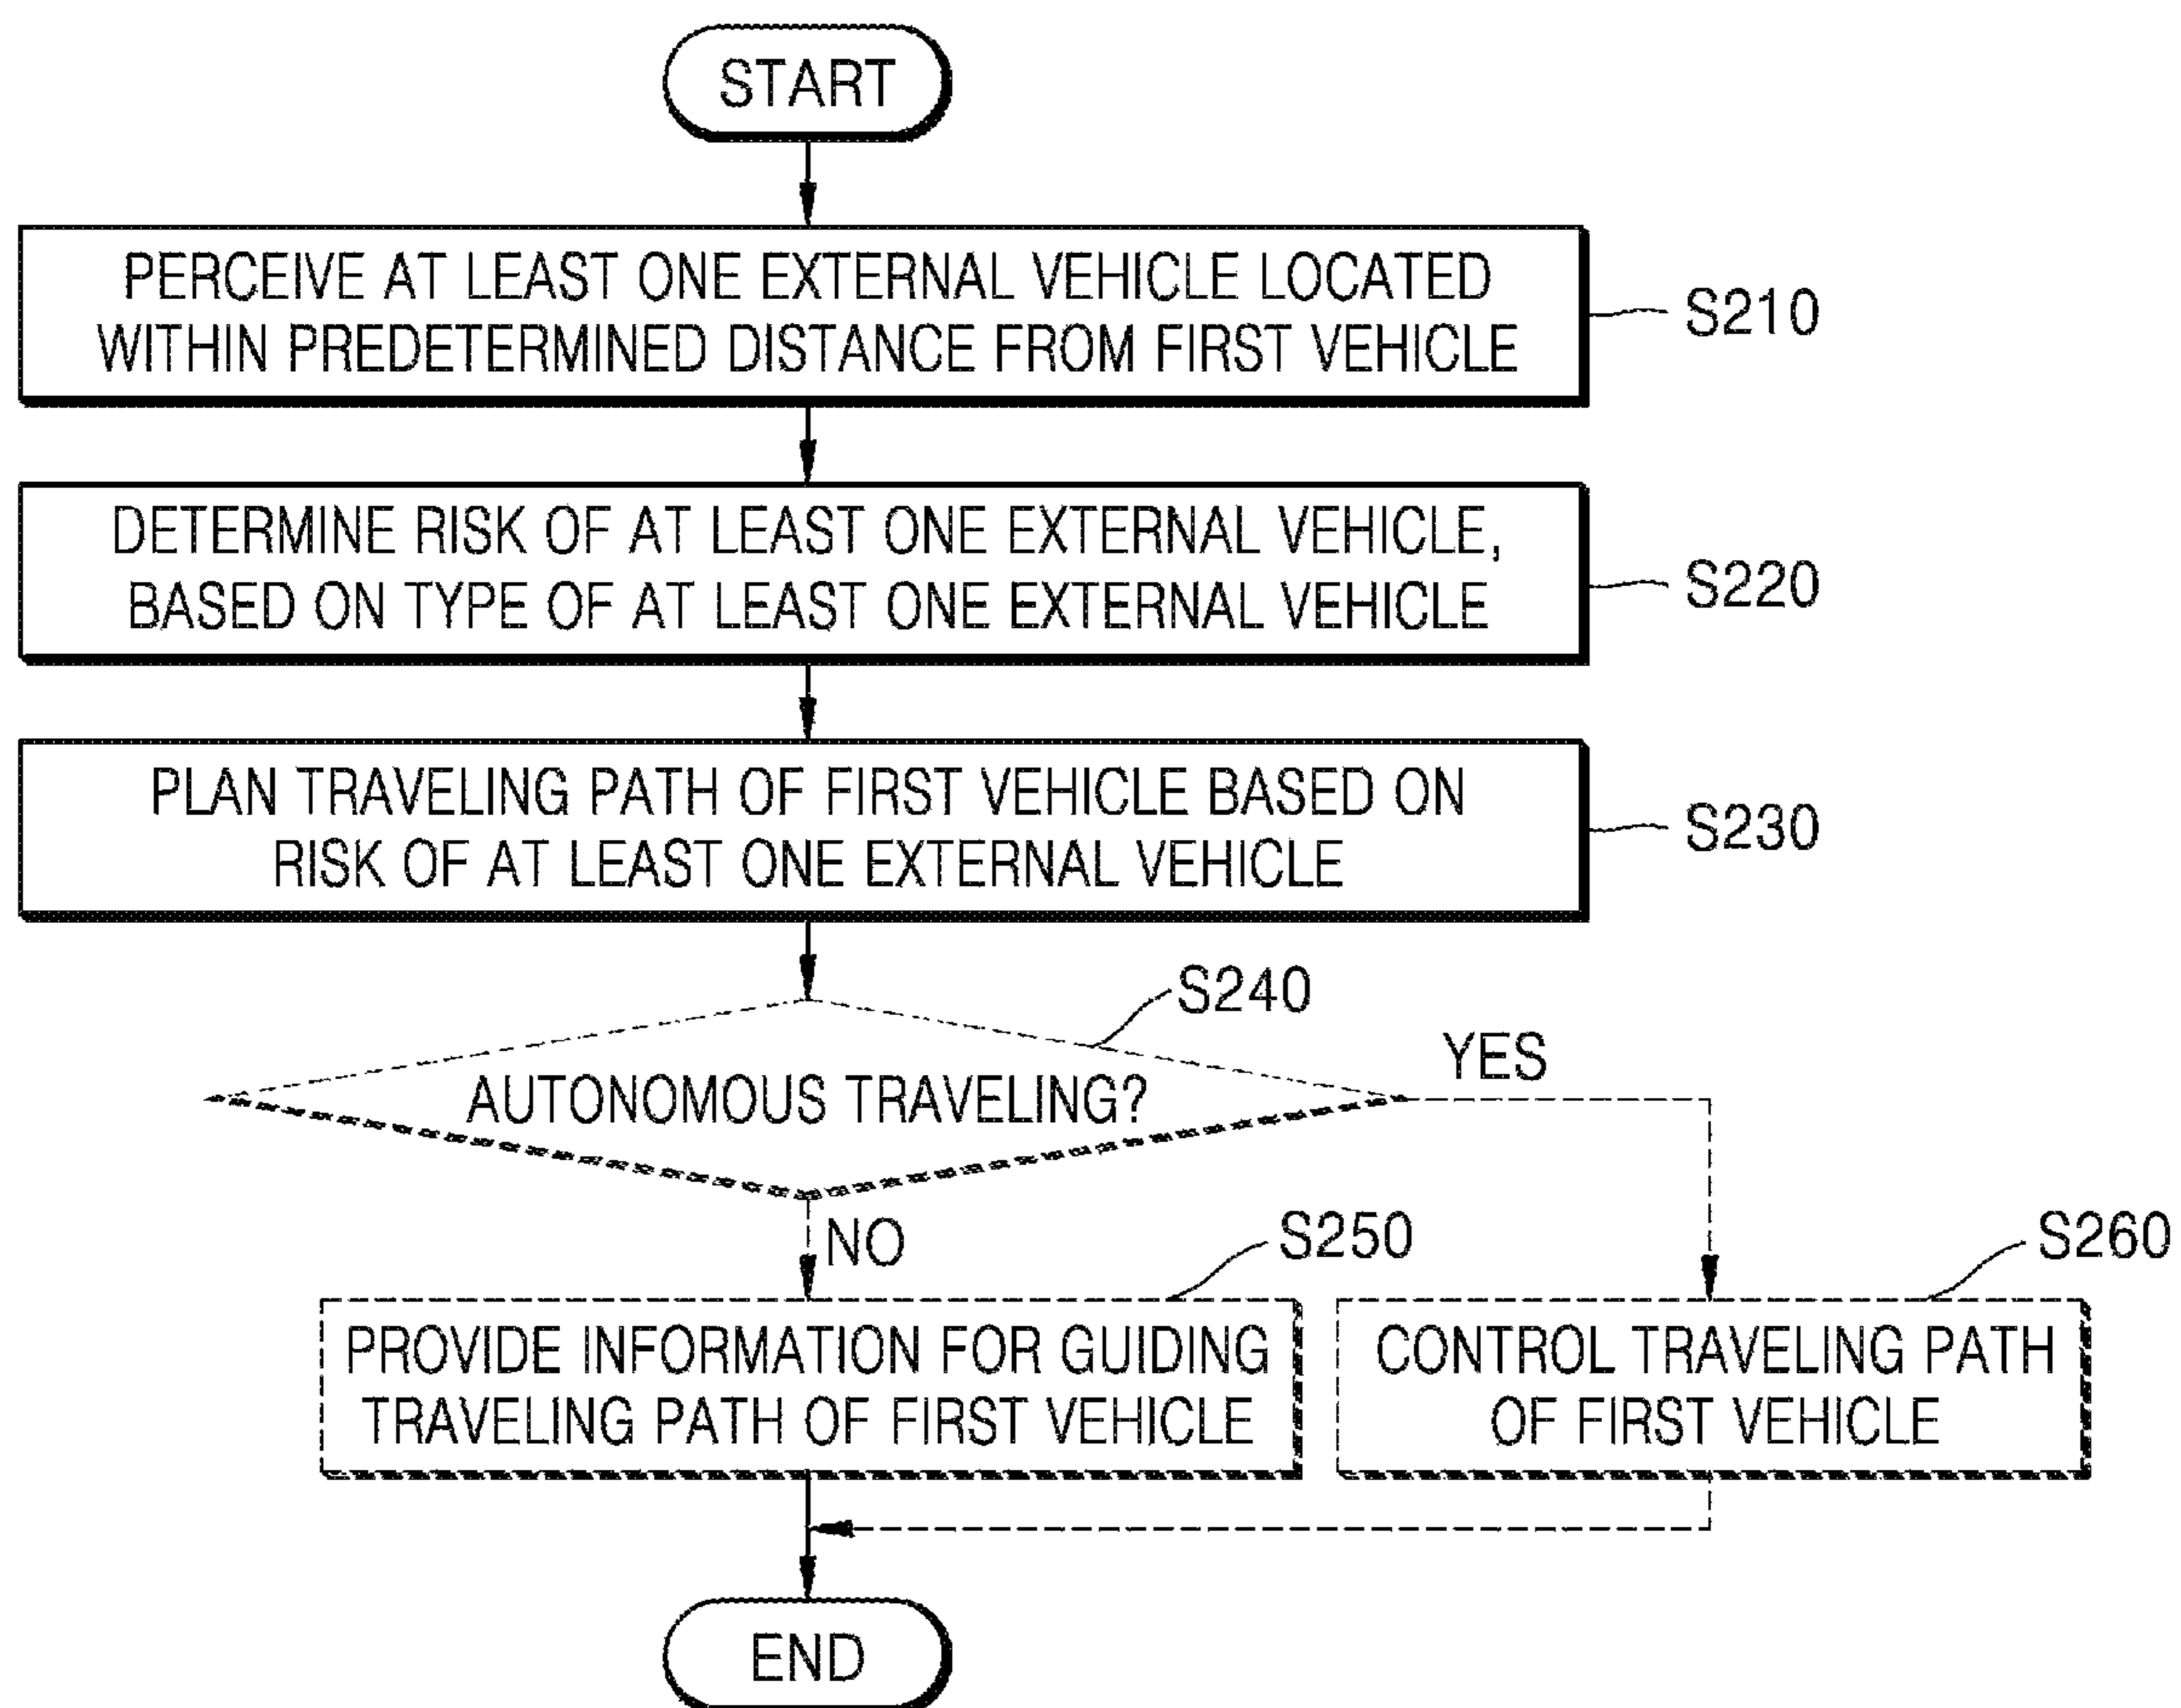 START
PERCEIVE AT LEAST ONE EXTERNAL VEHICLE LOCATED
WITHIN PREDETERMINED DISTANCE FROM FIRST VEHICLE
S210
DETERMINE RISK OF AT LEAST ONE EXTERNAL VEHICLE,
BASED ON TYPE OF AT LEAST ONE EXTERNAL VEHICLE
S220
PLAN TRAVELING PATH OF FIRST VEHICLE BASED ON
RISK OF AT LEAST ONE EXTERNAL VEHICLE
S230
S240
AUTONOMOUS TRAVELING?
YES
NO
S250
PROVIDE INFORMATION FOR GUIDING
TRAVELING PATH OF FIRST VEHICLE
S260
CONTROL TRAVELING PATH
OF FIRST VEHICLE
END